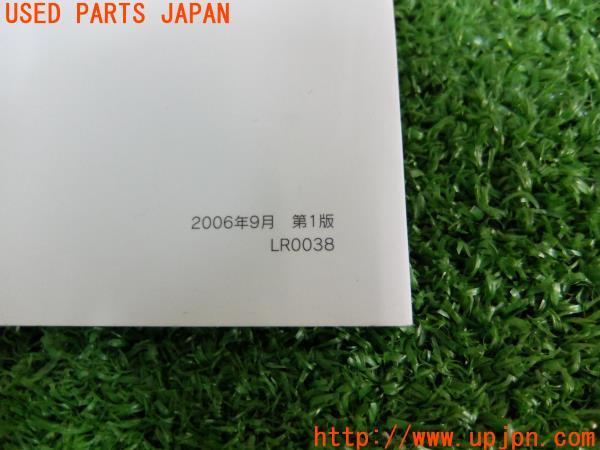 USED PARTS JAPAN
2006年9月 第1版
LR0038
http://www.upjpn.com